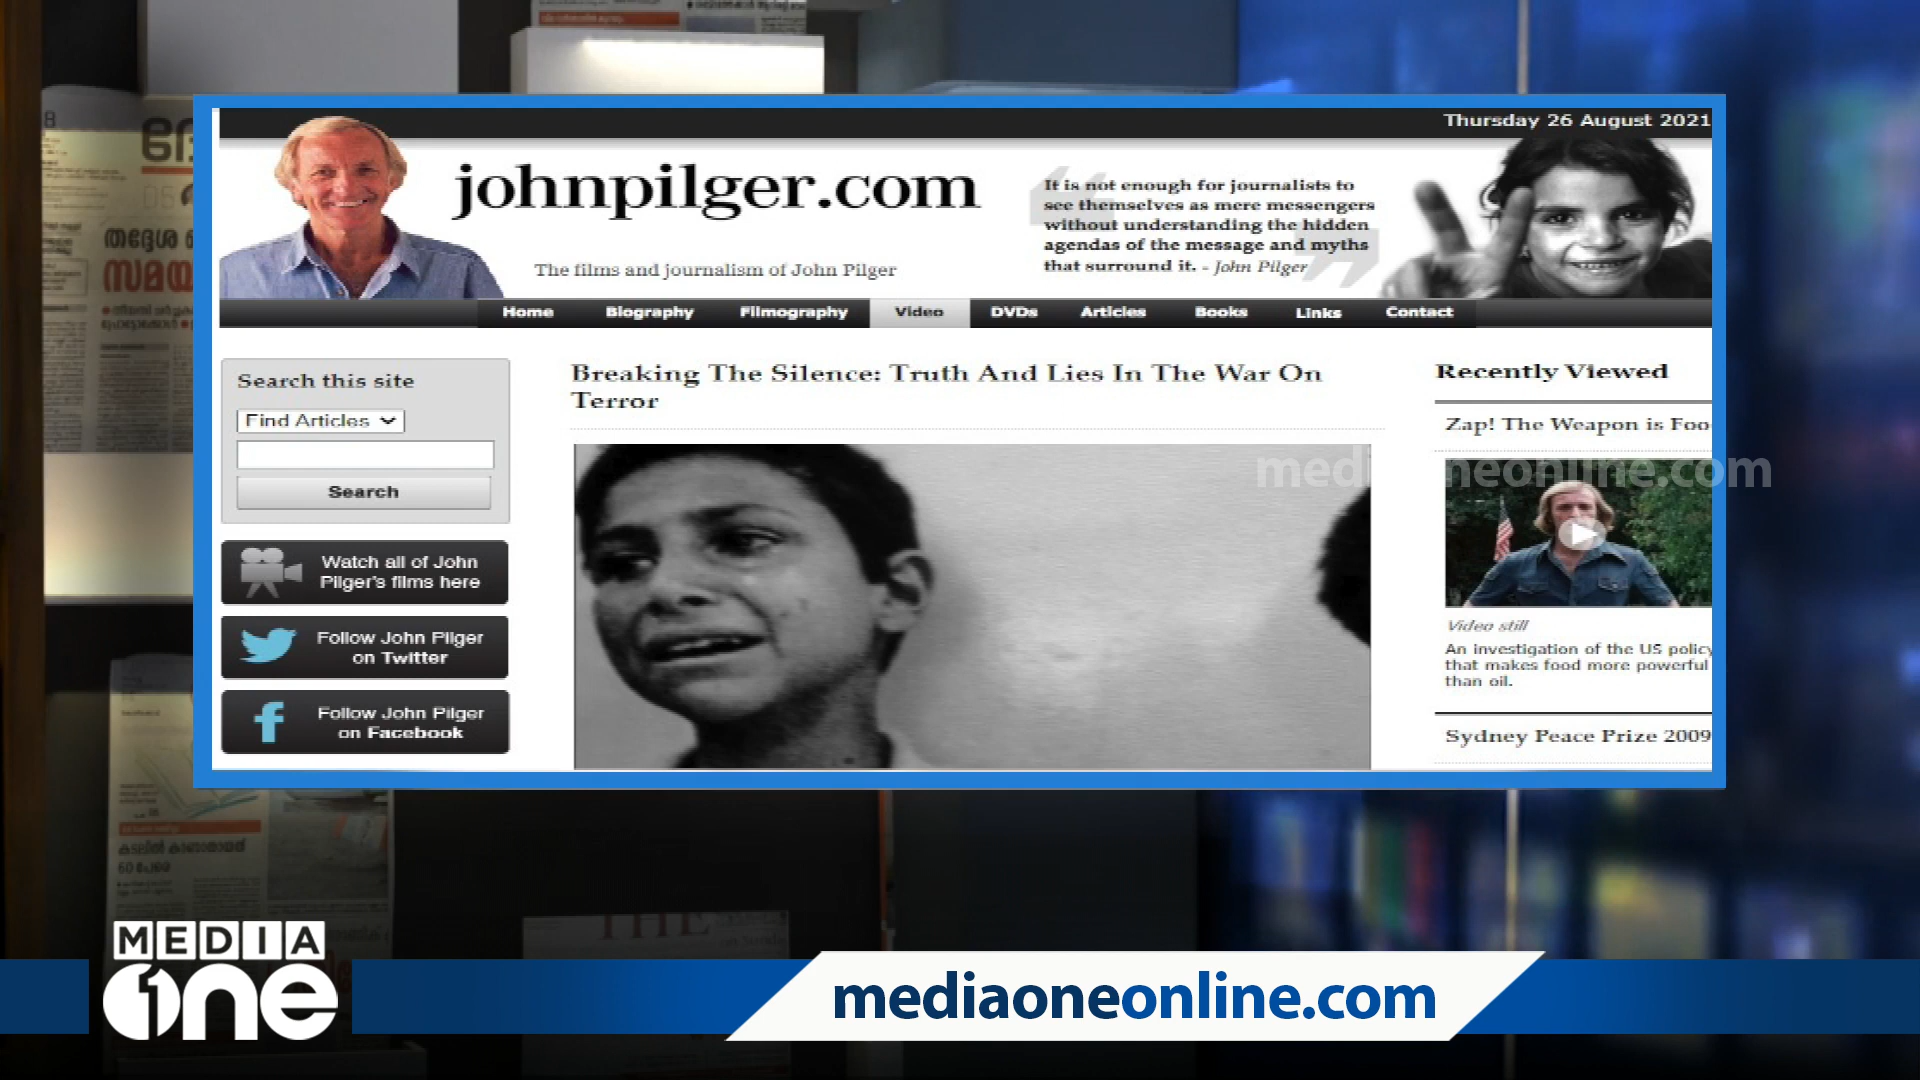 Thursday 26 August 2021
johnpilger.com
The films and journalism of John Pilger
It is not enough for journalists to
see themselves as mere messengers
without understanding the hidden
agendas of the message and myths
that surround it. - John Pilger
Home Biography Filmography Video DVDs Articles Books Links Contact
Search this site
Find Articles
Search
Watch all of John
Pilger's films here
Follow John Pilger
on Twitter
Follow John Pilger
on Facebook
Breaking The Silence: Truth And Lies In The War On
Terror
Recently Viewed
Zap! The Weapon is Foo
mediaoneonline.com
Video still
An investigation of the US policy
that makes food more powerful
than oil.
Sydney Peace Prize 2009
തദ്ദേശ
സമയ
കടലിൽ കാണാതായത്
60 പേരെ
THE
MEDIA
one
mediaoneonline.com